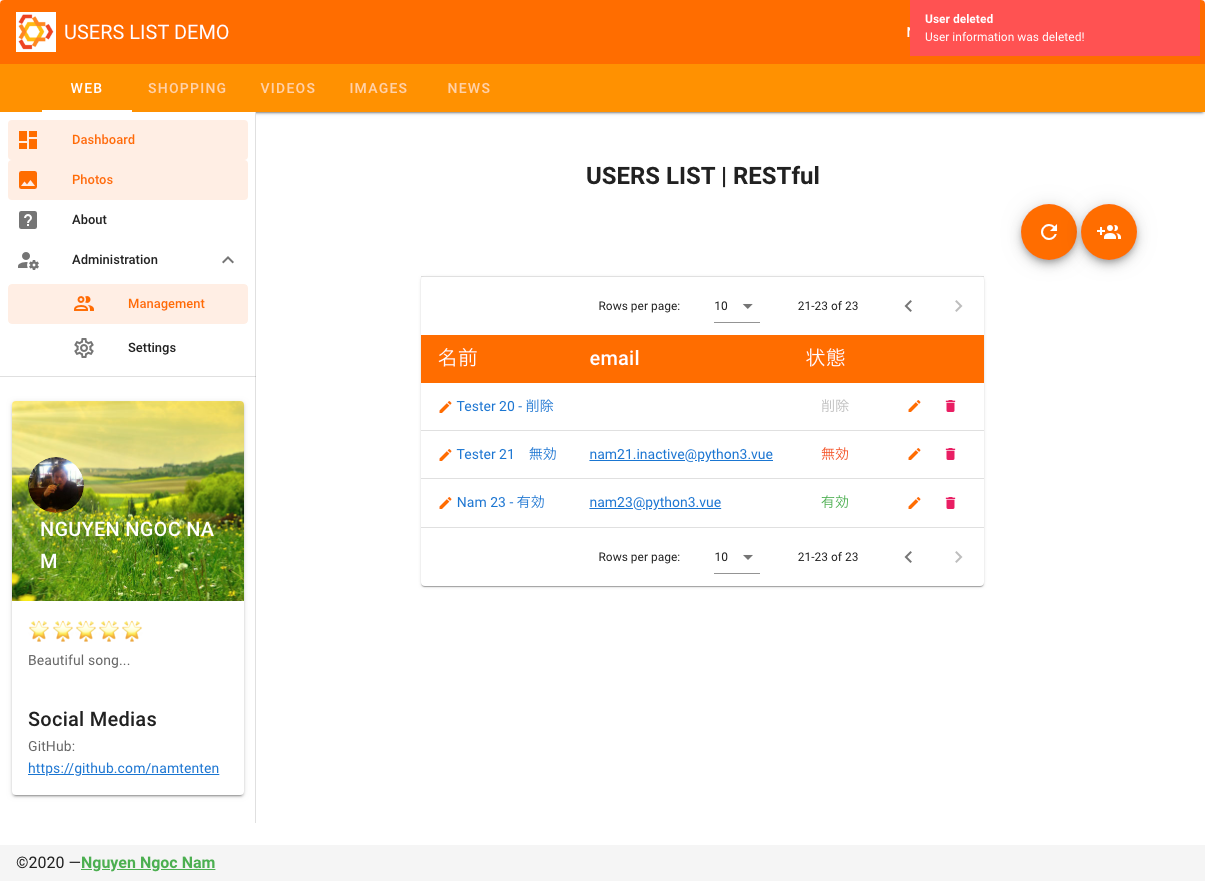 USERS LIST DEMO
User deleted
User information was deleted!
WEB
SHOPPING
VIDEOS
IMAGES
NEWS
Dashboard
Photos
About
Administration
Management
Settings
NGUYEN NGOC NA
M
Beautiful song...
Social Medias
GitHub:
https://github.com/namtenten
USERS LIST | RESTful
Rows per page: 10 21-23 of 23
名前 email 状態
Tester 20 - 削除 削除
Tester 21 無効 nam21.inactive@python3.vue 無効
Nam 23 - 有効 nam23@python3.vue 有効
Rows per page: 10 21-23 of 23
©2020 —Nguyen Ngoc Nam